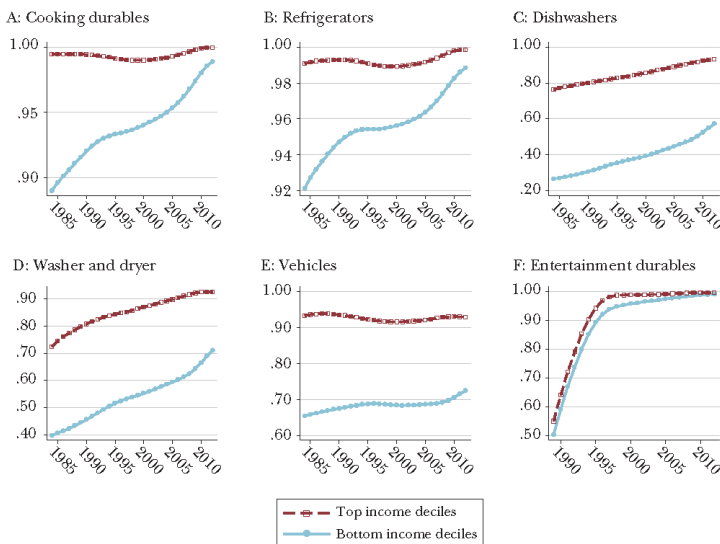 A: Cooking durables
1.00
.95
.90
1985 1990 1995 2000 2005 2010
B: Refrigerators
1.00
.98
.96
.94
.92
1985 1990 1995 2000 2005 2010
C: Dishwashers
1.00
.80
.60
.40
.20
1985 1990 1995 2000 2005 2010
D: Washer and dryer
.90
.80
.70
.60
.50
.40
1985 1990 1995 2000 2005 2010
E: Vehicles
1.00
.90
.80
.70
.60
1985 1990 1995 2000 2005 2010
F: Entertainment durables
1.00
.90
.80
.70
.60
.50
1990 1995 2000 2005 2010
Top income deciles
Bottom income deciles